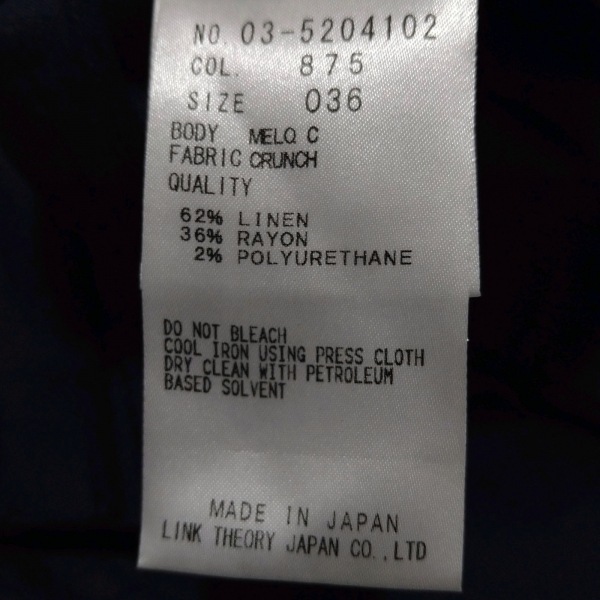 NO. 03-5204102
COL. 875
SIZE 036
BODY MELQ C
FABRIC CRUNCH
QUALITY
62% LINEN
36% RAYON
2% POLYURETHANE
DO NOT BLEACH
COOL IRON USING PRESS CLOTH
DRY CLEAN WITH PETROLEUM
BASED SOLVENT
MADE IN JAPAN
LINK THEORY JAPAN CO.,LTD